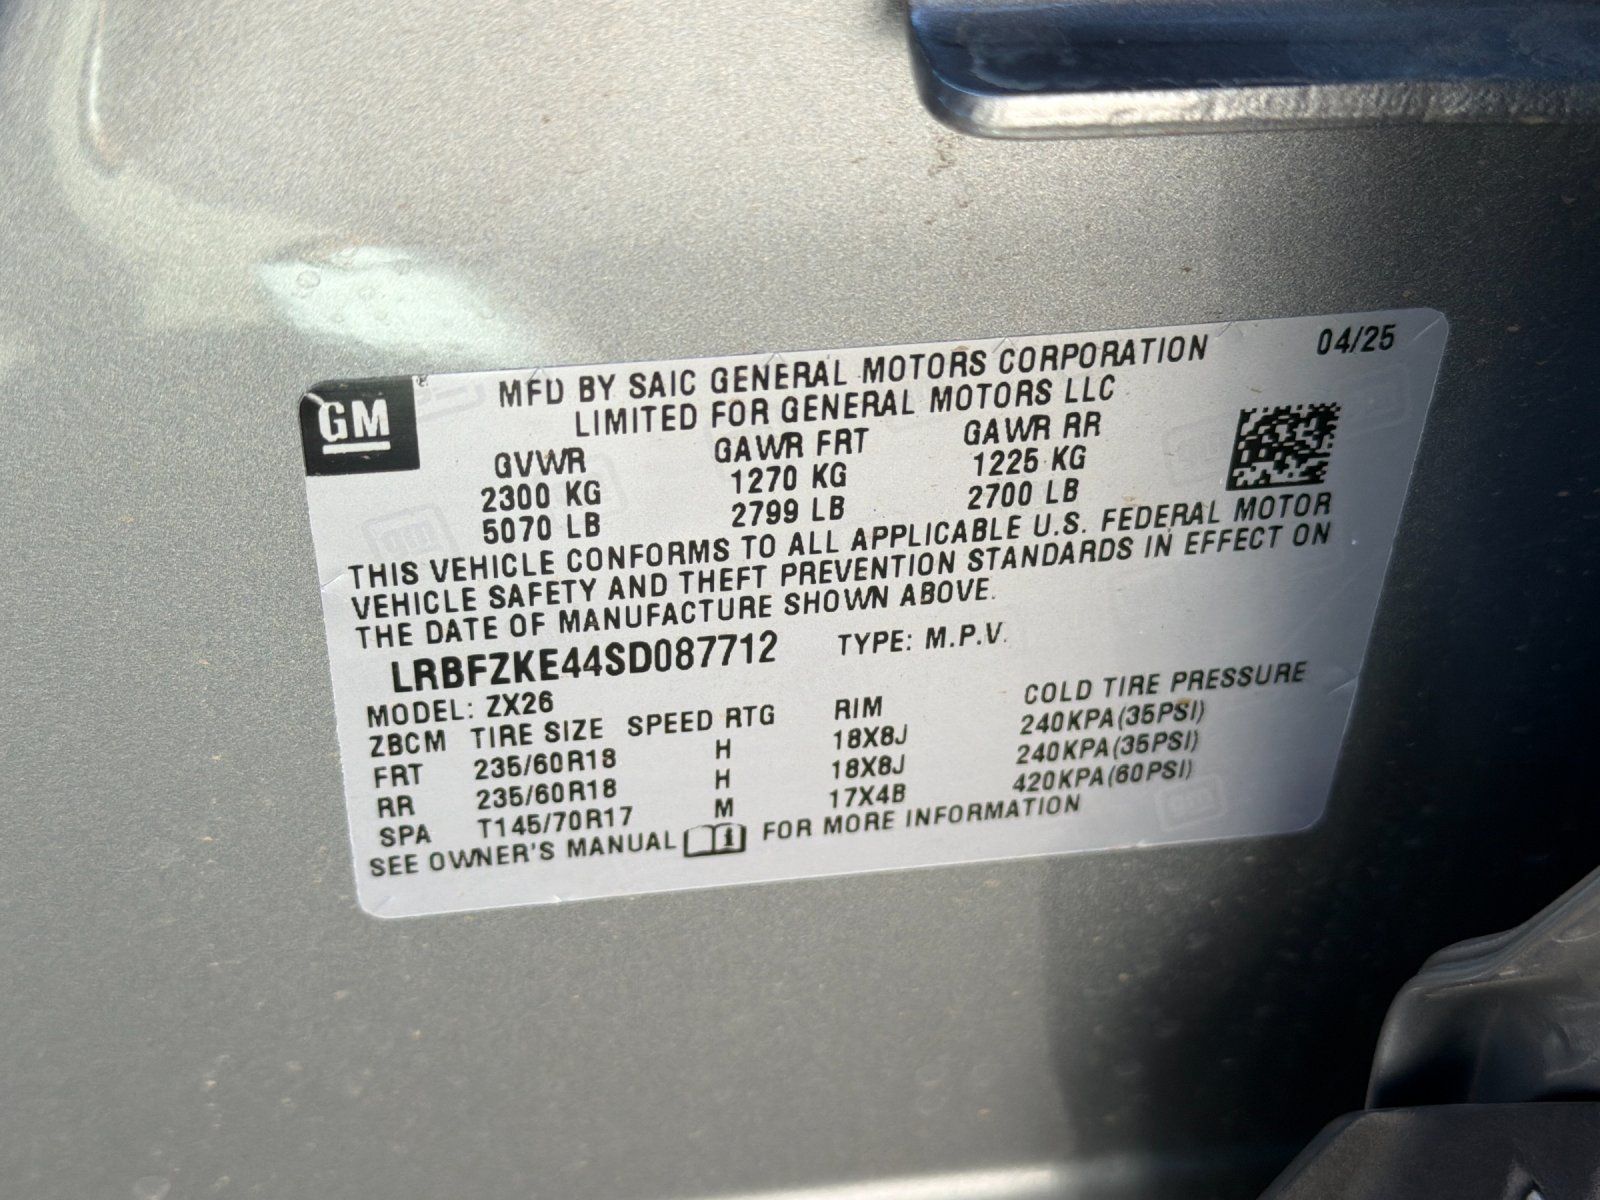 GM
MFD BY SAIC GENERAL MOTORS CORPORATION 04/25
LIMITED FOR GENERAL MOTORS LLC
GVWR GAWR FRT GAWR RR
2300 KG 1270 KG 1225 KG
5070 LB 2799 LB 2700 LB
THIS VEHICLE CONFORMS TO ALL APPLICABLE U.S. FEDERAL MOTOR
VEHICLE SAFETY AND THEFT PREVENTION STANDARDS IN EFFECT ON
THE DATE OF MANUFACTURE SHOWN ABOVE.
LRBFZKE44SD087712 TYPE: M.P.V.
MODEL: ZX26
ZBCM TIRE SIZE SPEED RTG RIM COLD TIRE PRESSURE
FRT 235/60R18 H 18X8J 240KPA(35PSI)
RR 235/60R18 H 18X8J 240KPA(35PSI)
SPA T145/70R17 M 17X4B 420KPA(60PSI)
SEE OWNER'S MANUAL FOR MORE INFORMATION